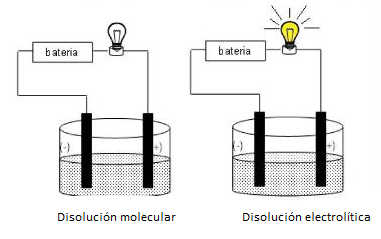 bateria
bateria
(-)
+)
(-)
+)
Disolución molecular
Disolución electrolítica